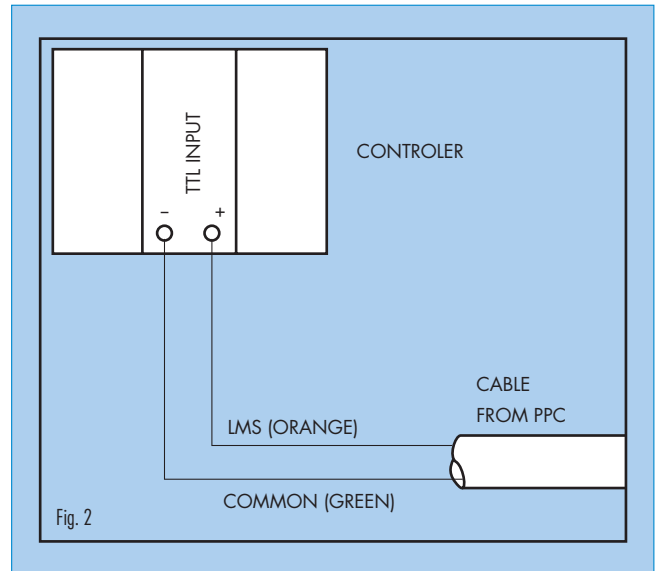 TTL INPUT
– +
CONTROLER
CABLE
FROM PPC
LMS (ORANGE)
COMMON (GREEN)
Fig. 2